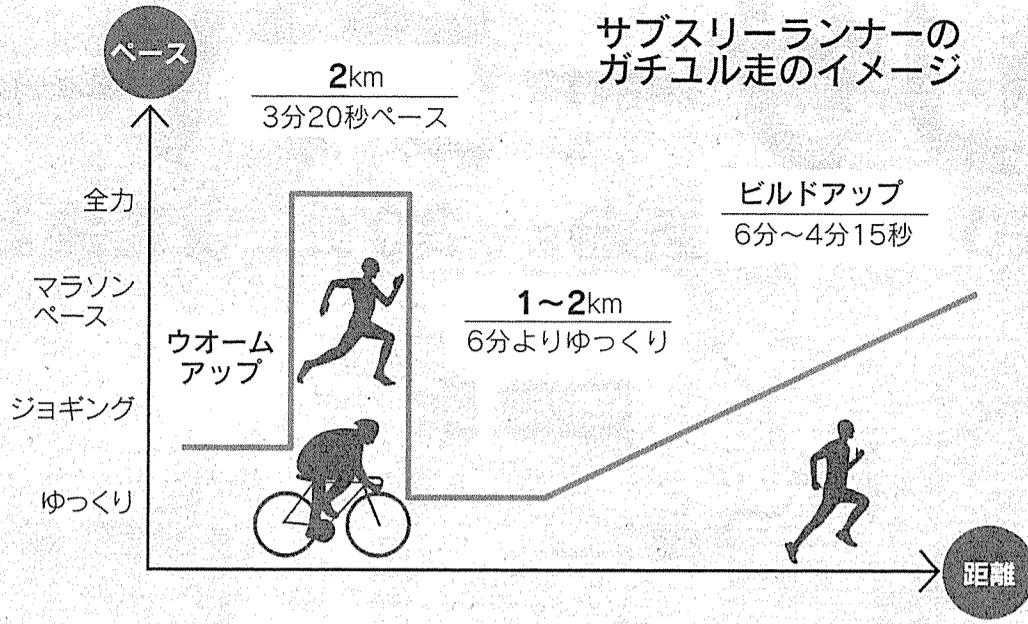 サブスリーランナーの
ガチユル走のイメージ
ペース
2km
3分20秒ペース
全力
マラソン
ペース
ジョギング
ゆっくり
ウオーム
アップ
1〜2km
6分よりゆっくり
ビルドアップ
6分〜4分15秒
距離